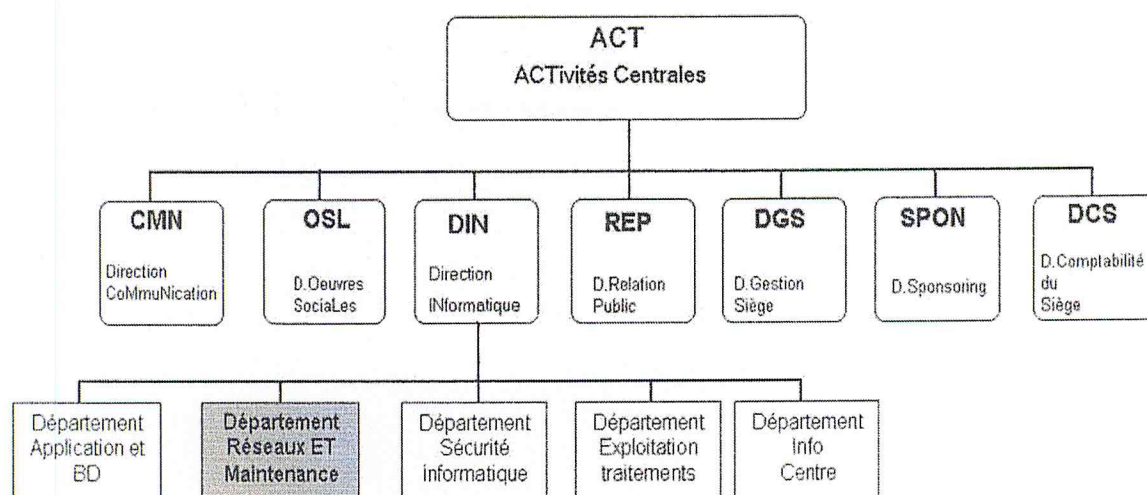 ACT
ACTivités Centrales
CMN
Direction
CoMmuNication
OSL
D.Oeuvres
SociaLes
DIN
Direction
INformatique
REP
D.Relation
Public
DGS
D.Gestion
Siège
SPON
D.Sponsoring
DCS
D.Comptabilité
du
Siège
Département
Application et
BD
Département
Réseaux ET
Maintenance
Département
Sécurité
informatique
Département
Exploitation
traitements
Département
Info
Centre